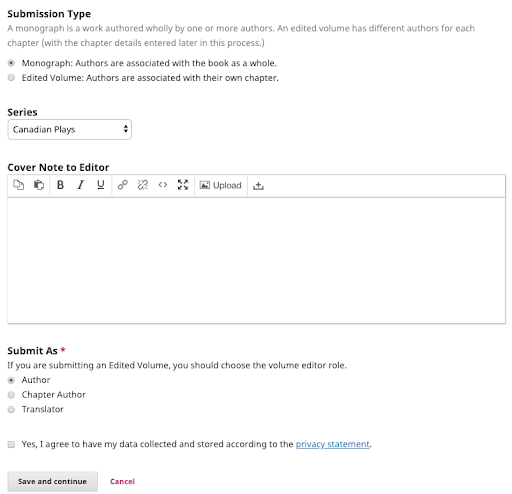 Submission Type
A monograph is a work authored wholly by one or more authors. An edited volume has different authors for each
chapter (with the chapter details entered later in this process.)
Monograph: Authors are associated with the book as a whole.
Edited Volume: Authors are associated with their own chapter.
Series
Canadian Plays
Cover Note to Editor
B I U Upload
Submit As *
If you are submitting an Edited Volume, you should choose the volume editor role.
Author
Chapter Author
Translator
Yes, I agree to have my data collected and stored according to the privacy statement.
Save and continue Cancel